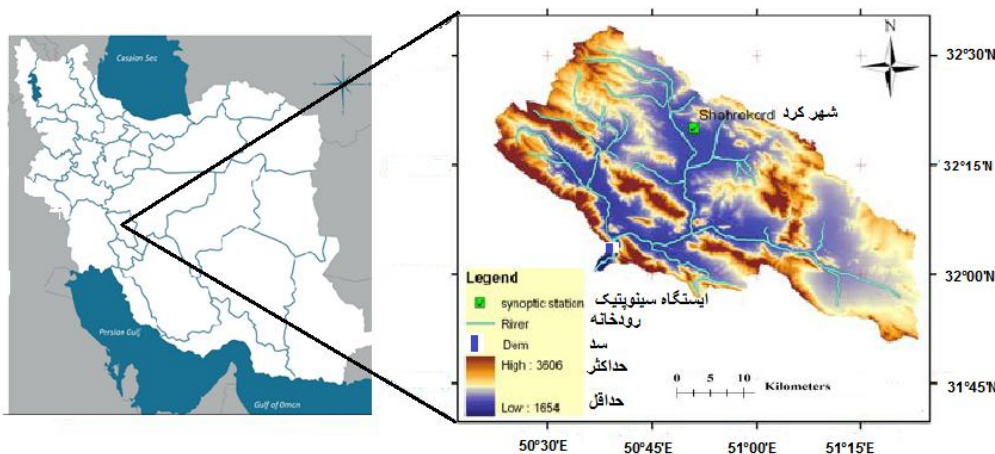 Caspian Sec
Persian Gulf
Gulf of Dmcn
N
32°30'N
Shahrekord شهر کرد
32°15'N
32°00'N
31°45'N
Legend
synoptic station ایستگاه سینوپتیک
Rirer رودخانه
Dem سد
High : 3606 حداکثر
Low : 1654 حداقل
0 5 10 Kilometers
50°30'E 50°45'E 51°00'E 51°15'E